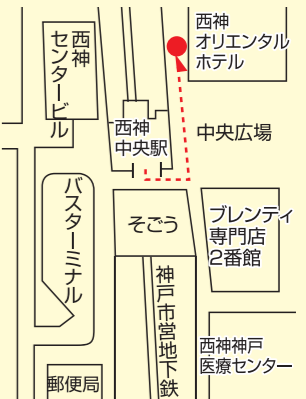 西神
オリエンタル
ホテル
西神
センタービル
西神
中央駅
中央広場
バスターミナル
そごう
ブレンティ
専門店
2番館
神戸市営地下鉄
西神神戸
医療センター
郵便局